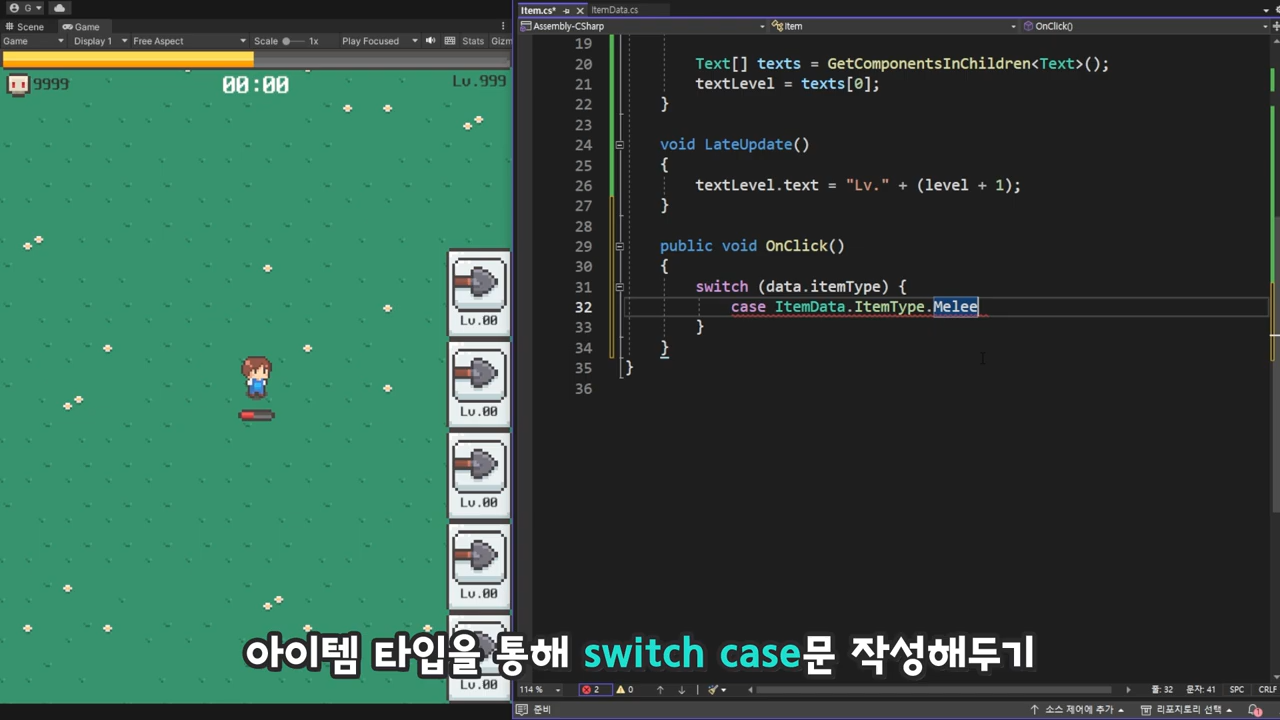 G
Scene
Game
Game
Display 1
Free Aspect
Scale
1x
Play Focused
Stats
Gizm
9999
00:00
Lv.999
Lv.00
Lv.00
Lv.00
Lv.00
Lv.00
Item.cs*
ItemData.cs
Assembly-CSharp
Item
OnClick()
19
20 Text[] texts = GetComponentsInChildren<Text>();
21 textLevel = texts[0];
22 }
23
24 void LateUpdate()
25 {
26 textLevel.text = "Lv." + (level + 1);
27 }
28
29 public void OnClick()
30 {
31 switch (data.itemType) {
32 case ItemData.ItemType.Melee
33 }
34 }
35 }
36
아이템 타입을 통해 switch case문 작성해두기
114 %
2
0
줄: 32
문자: 41
SPC
CRLF
준비
소스 제어에 추가
리포지토리 선택